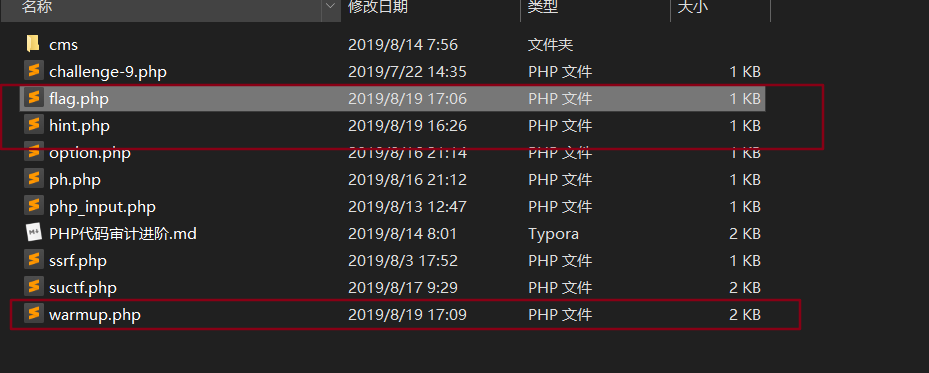 名称 修改日期 类型 大小
cms 2019/8/14 7:56 文件夹
challenge-9.php 2019/7/22 14:35 PHP 文件 1 KB
flag.php 2019/8/19 17:06 PHP 文件 1 KB
hint.php 2019/8/19 16:26 PHP 文件 1 KB
option.php 2019/8/16 21:14 PHP 文件 1 KB
ph.php 2019/8/16 21:12 PHP 文件 1 KB
php_input.php 2019/8/13 12:47 PHP 文件 1 KB
PHP代码审计进阶.md 2019/8/14 8:01 Typora 2 KB
ssrf.php 2019/8/3 17:52 PHP 文件 1 KB
suctf.php 2019/8/17 9:29 PHP 文件 2 KB
warmup.php 2019/8/19 17:09 PHP 文件 2 KB